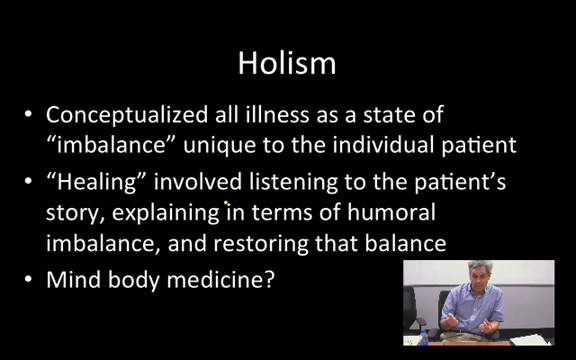 Holism
• Conceptualized all illness as a state of
“imbalance” unique to the individual patient
• “Healing” involved listening to the patient’s
story, explaining in terms of humoral
imbalance, and restoring that balance
• Mind body medicine?